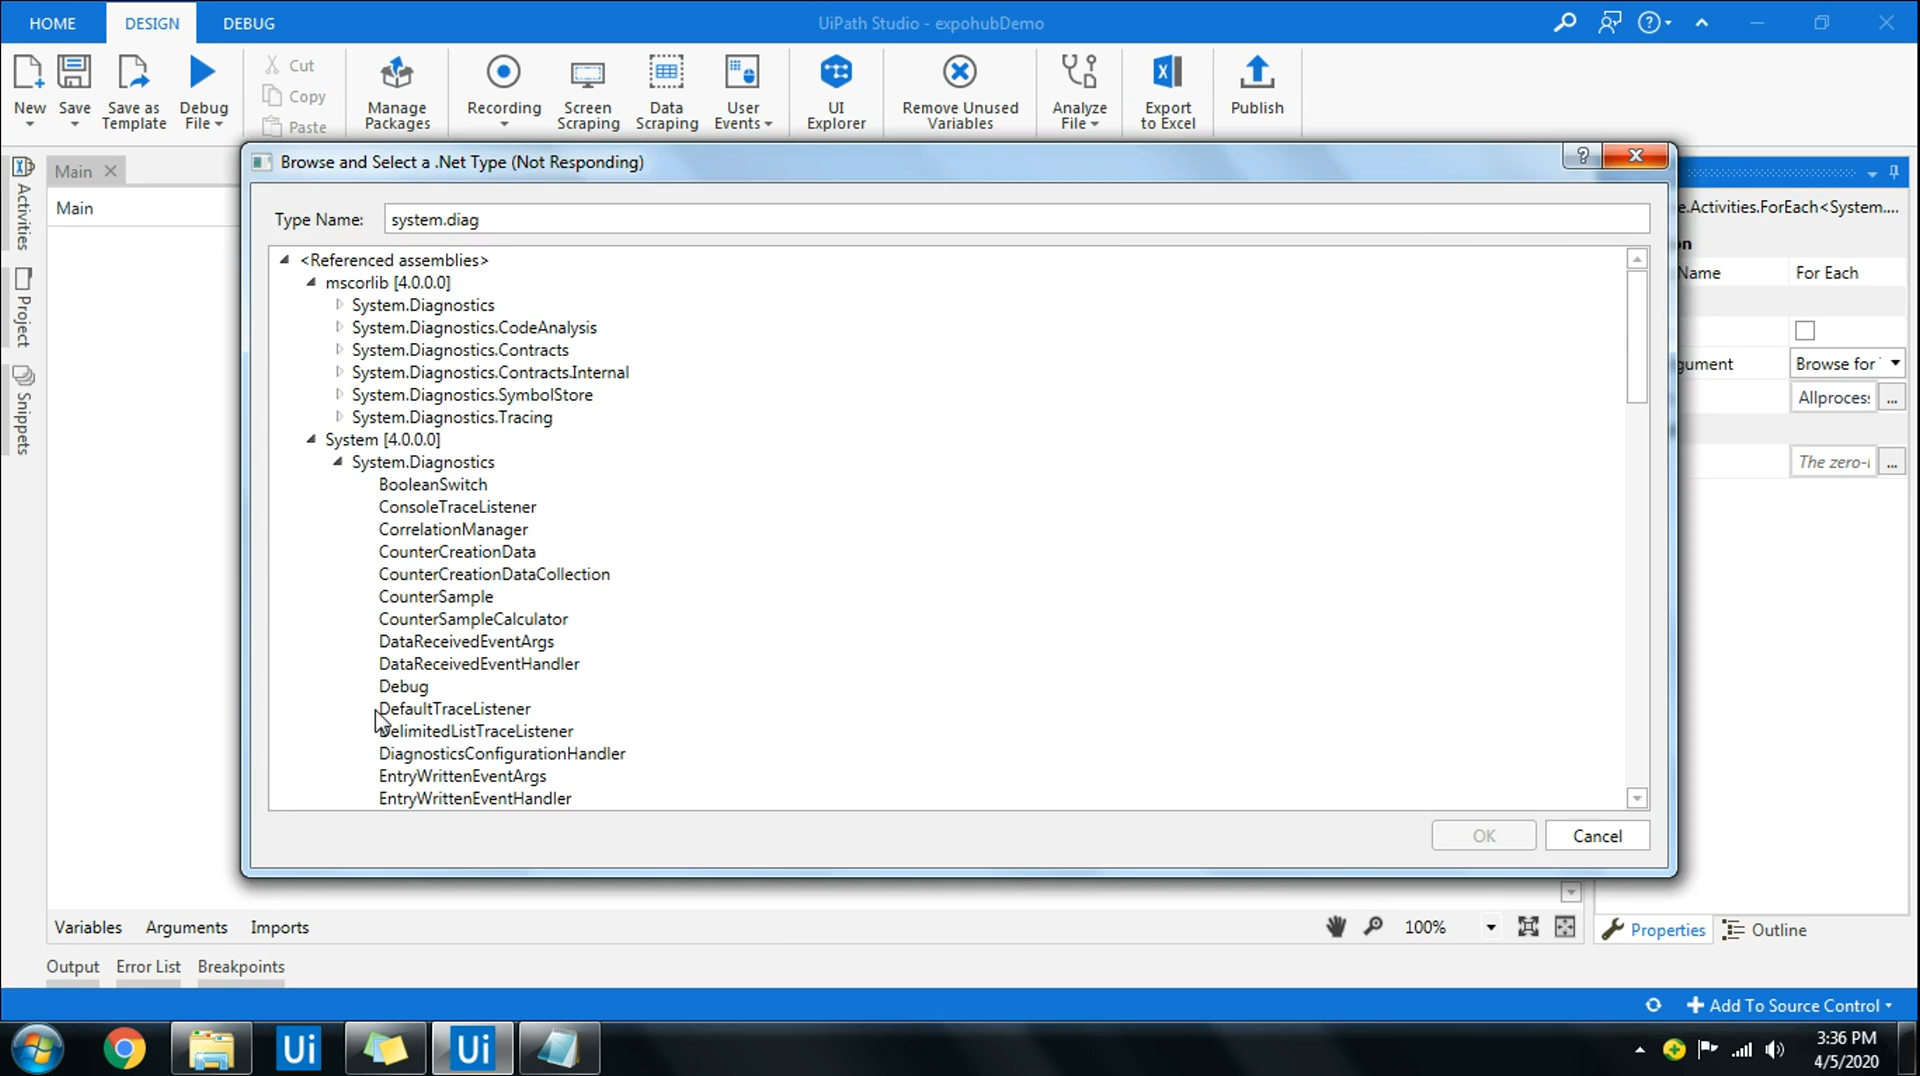 HOME DESIGN DEBUG UiPath Studio - expohubDemo
New Save Save as Template Debug File Cut Copy Paste Manage Packages Recording Screen Scraping Data Scraping User Events UI Explorer Remove Unused Variables Analyze File Export to Excel Publish
Activities
Project
Snippets
Main
Main
Browse and Select a .Net Type (Not Responding)
Type Name: system.diag
<Referenced assemblies>
mscorlib [4.0.0.0]
System.Diagnostics
System.Diagnostics.CodeAnalysis
System.Diagnostics.Contracts
System.Diagnostics.Contracts.Internal
System.Diagnostics.SymbolStore
System.Diagnostics.Tracing
System [4.0.0.0]
System.Diagnostics
BooleanSwitch
ConsoleTraceListener
CorrelationManager
CounterCreationData
CounterCreationDataCollection
CounterSample
CounterSampleCalculator
DataReceivedEventArgs
DataReceivedEventHandler
Debug
DefaultTraceListener
DelimitedListTraceListener
DiagnosticsConfigurationHandler
EntryWrittenEventArgs
EntryWrittenEventHandler
OK Cancel
e.Activities.ForEach<System....
on
Name For Each
gument Browse for
Allprocess ...
The zero-i ...
Variables Arguments Imports 100% Properties Outline
Output Error List Breakpoints
Add To Source Control
Ui Ui
3:36 PM
4/5/2020